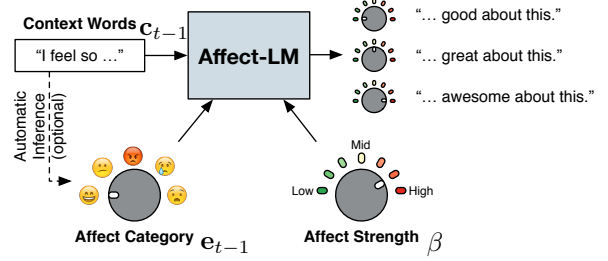 Context Words c_{t−1}
"I feel so …"
Affect-LM
"… good about this."
"… great about this."
"… awesome about this."
Automatic
Inference
(optional)
Mid
Low
High
Affect Category e_{t−1}
Affect Strength β